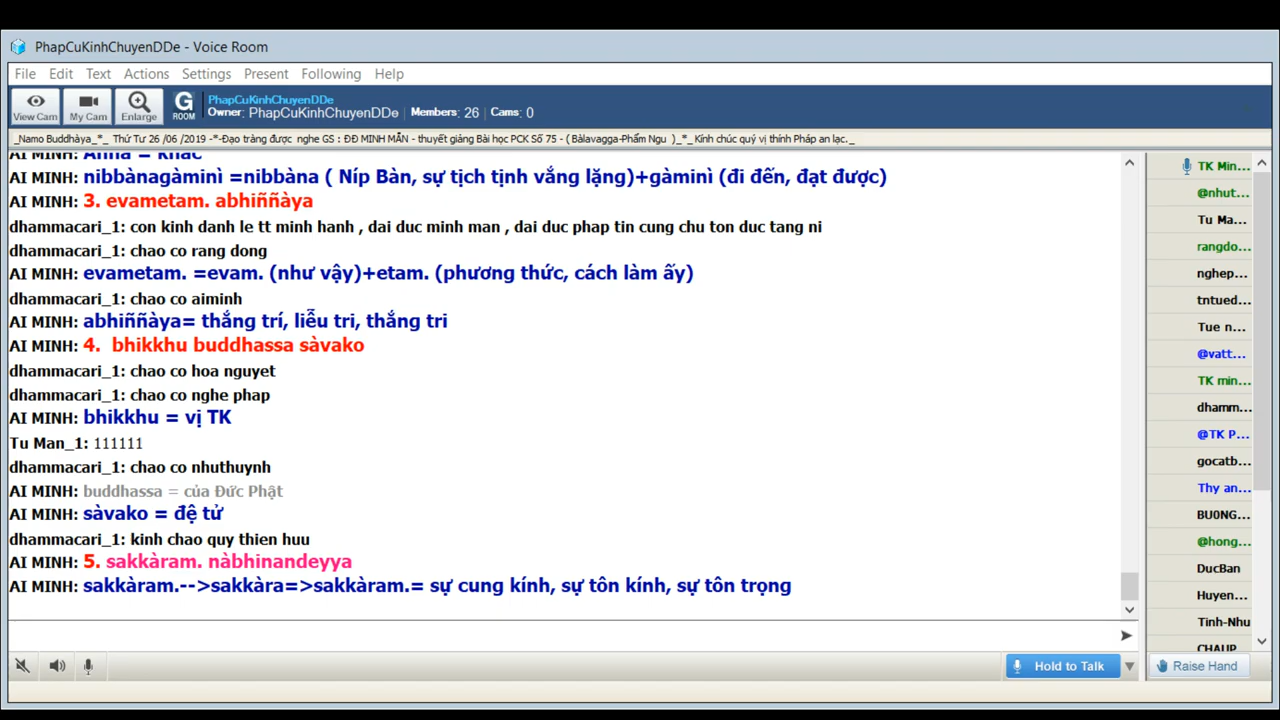 PhapCuKinhChuyenDDe - Voice Room
File Edit Text Actions Settings Present Following Help
View Cam My Cam Enlarge G ROOM
PhapCuKinhChuyenDDe
Owner: PhapCuKinhChuyenDDe Members: 26 Cams: 0
_Namo Buddhàya_*_ Thứ Tư 26 /06 /2019 -*-Đạo tràng được nghe GS : ĐĐ MINH MẪN - thuyết giảng Bài học PCK Số 75 - ( Bàlavagga-Phẩm Ngu )_*_ Kính chúc quý vị thính Pháp an lạc._
AI MINH: Anna = khác
AI MINH: nibbànagàminì =nibbàna ( Níp Bàn, sự tịch tịnh vắng lặng)+gàminì (đi đến, đạt được)
AI MINH: 3. evametam. abhiññàya
dhammacari_1: con kinh danh le tt minh hanh , dai duc minh man , dai duc phap tin cung chu ton duc tang ni
dhammacari_1: chao co rang dong
AI MINH: evametam. =evam. (như vậy)+etam. (phương thức, cách làm ấy)
dhammacari_1: chao co aiminh
AI MINH: abhiññàya= thắng trí, liễu tri, thắng tri
AI MINH: 4. bhikkhu buddhassa sàvako
dhammacari_1: chao co hoa nguyet
dhammacari_1: chao co nghe phap
AI MINH: bhikkhu = vị TK
Tu Man_1: 111111
dhammacari_1: chao co nhuthuynh
AI MINH: buddhassa = của Đức Phật
AI MINH: sàvako = đệ tử
dhammacari_1: kinh chao quy thien huu
AI MINH: 5. sakkàram. nàbhinandeyya
AI MINH: sakkàram.-->sakkàra=>sakkàram.= sự cung kính, sự tôn kính, sự tôn trọng
TK Min...
@nhut...
Tu Ma...
rangdo...
nghep...
tntued...
Tue n...
@vatt...
TK min...
dhamm...
@TK P...
gocatb...
Thy an...
BU0NG...
@hong...
DucBan
Huyen...
Tinh-Nhu
CHAUP
Hold to Talk
Raise Hand